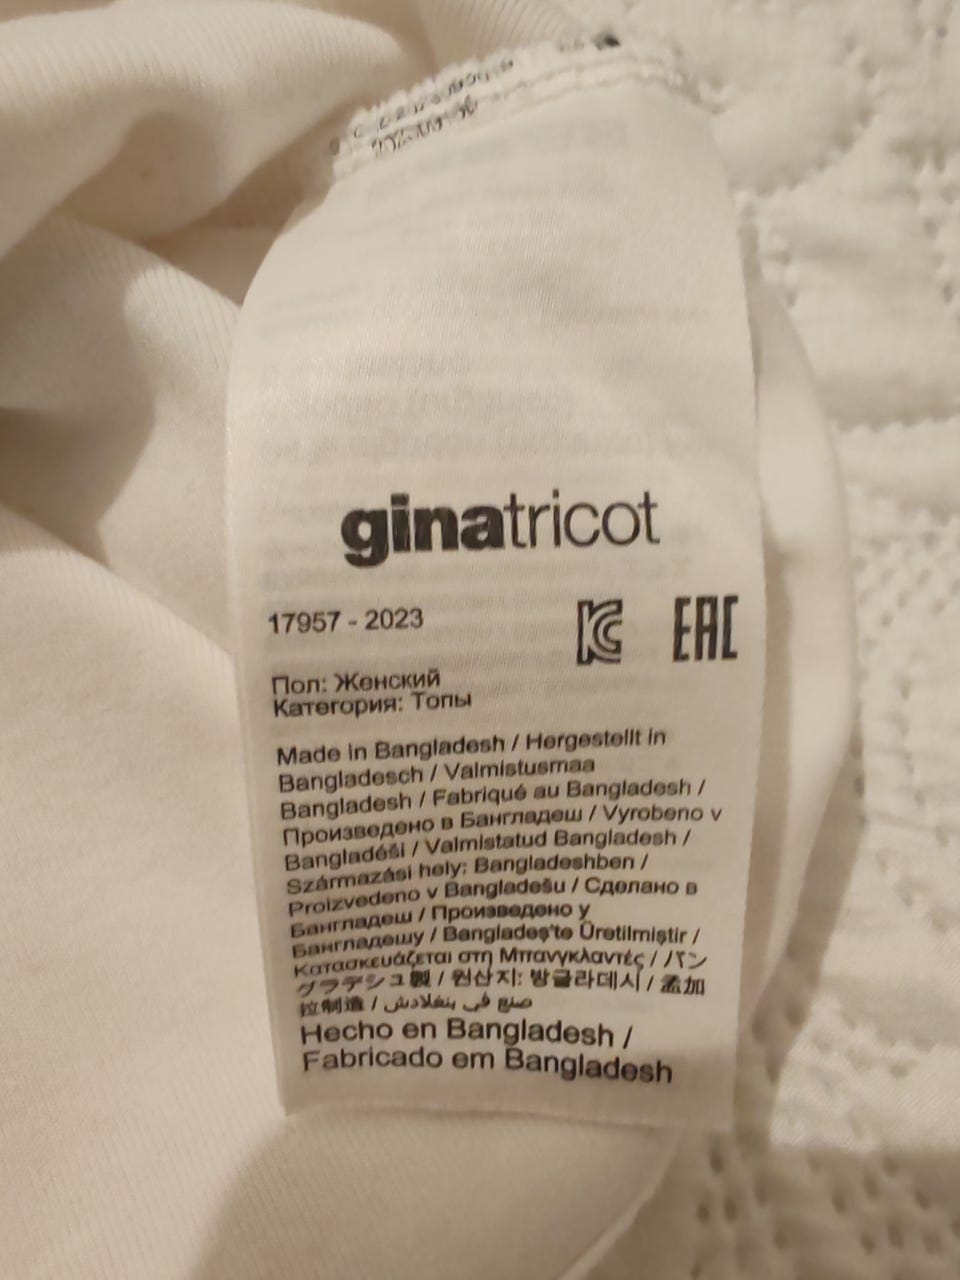 ginatricot
17957 - 2023
EAC
Пол: Женский
Категория: Топы
Made in Bangladesh / Hergestellt in
Bangladesch / Valmistusmaa
Bangladesh / Fabriqué au Bangladesh /
Произведено в Бангладеш / Vyrobeno v
Bangladéši / Valmistatud Bangladesh /
Származási hely: Bangladeshben /
Proizvedeno v Bangladešu / Сделано в
Бангладеш / Произведено у
Бангладешу / Bangladeş'te Üretilmiştir /
Κατασκευάζεται στη Μπανγκλαντές / バン
グラデシュ製 / 원산지: 방글라데시 / 孟加
拉制造 / صنع في بنغلادش
Hecho en Bangladesh /
Fabricado em Bangladesh